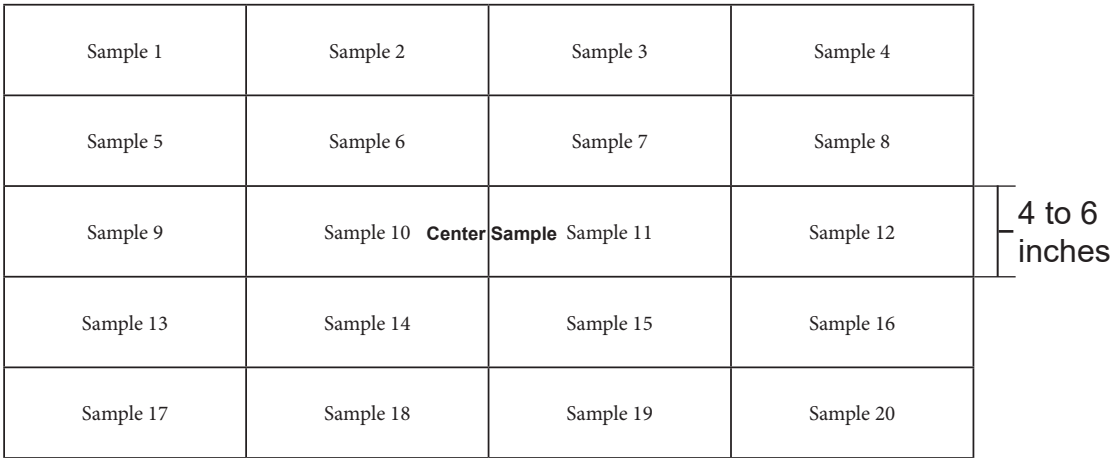 Sample 1 Sample 2 Sample 3 Sample 4
Sample 5 Sample 6 Sample 7 Sample 8
Sample 9 Sample 10 Center Sample Sample 11 Sample 12
4 to 6
inches
Sample 13 Sample 14 Sample 15 Sample 16
Sample 17 Sample 18 Sample 19 Sample 20